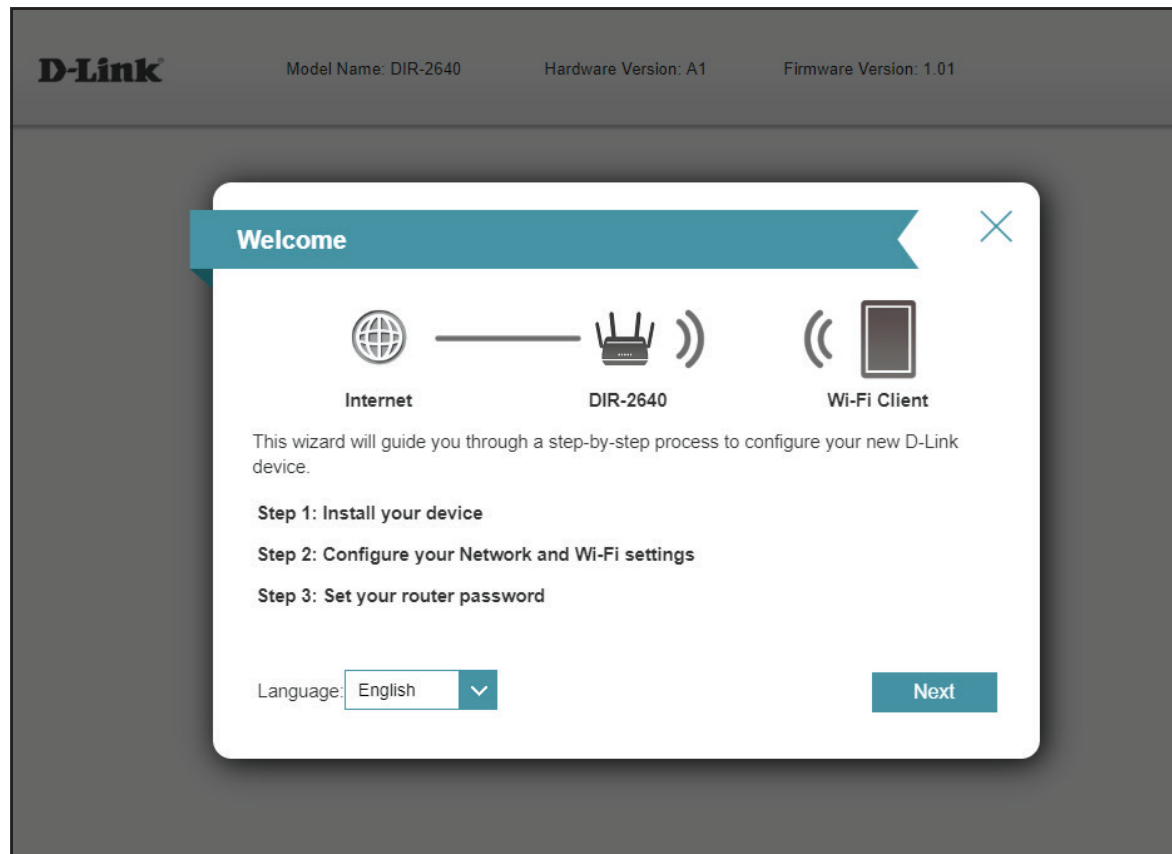 D-Link
Model Name: DIR-2640 Hardware Version: A1 Firmware Version: 1.01
Welcome
Internet DIR-2640 Wi-Fi Client
This wizard will guide you through a step-by-step process to configure your new D-Link
device.
Step 1: Install your device
Step 2: Configure your Network and Wi-Fi settings
Step 3: Set your router password
Language: English
Next